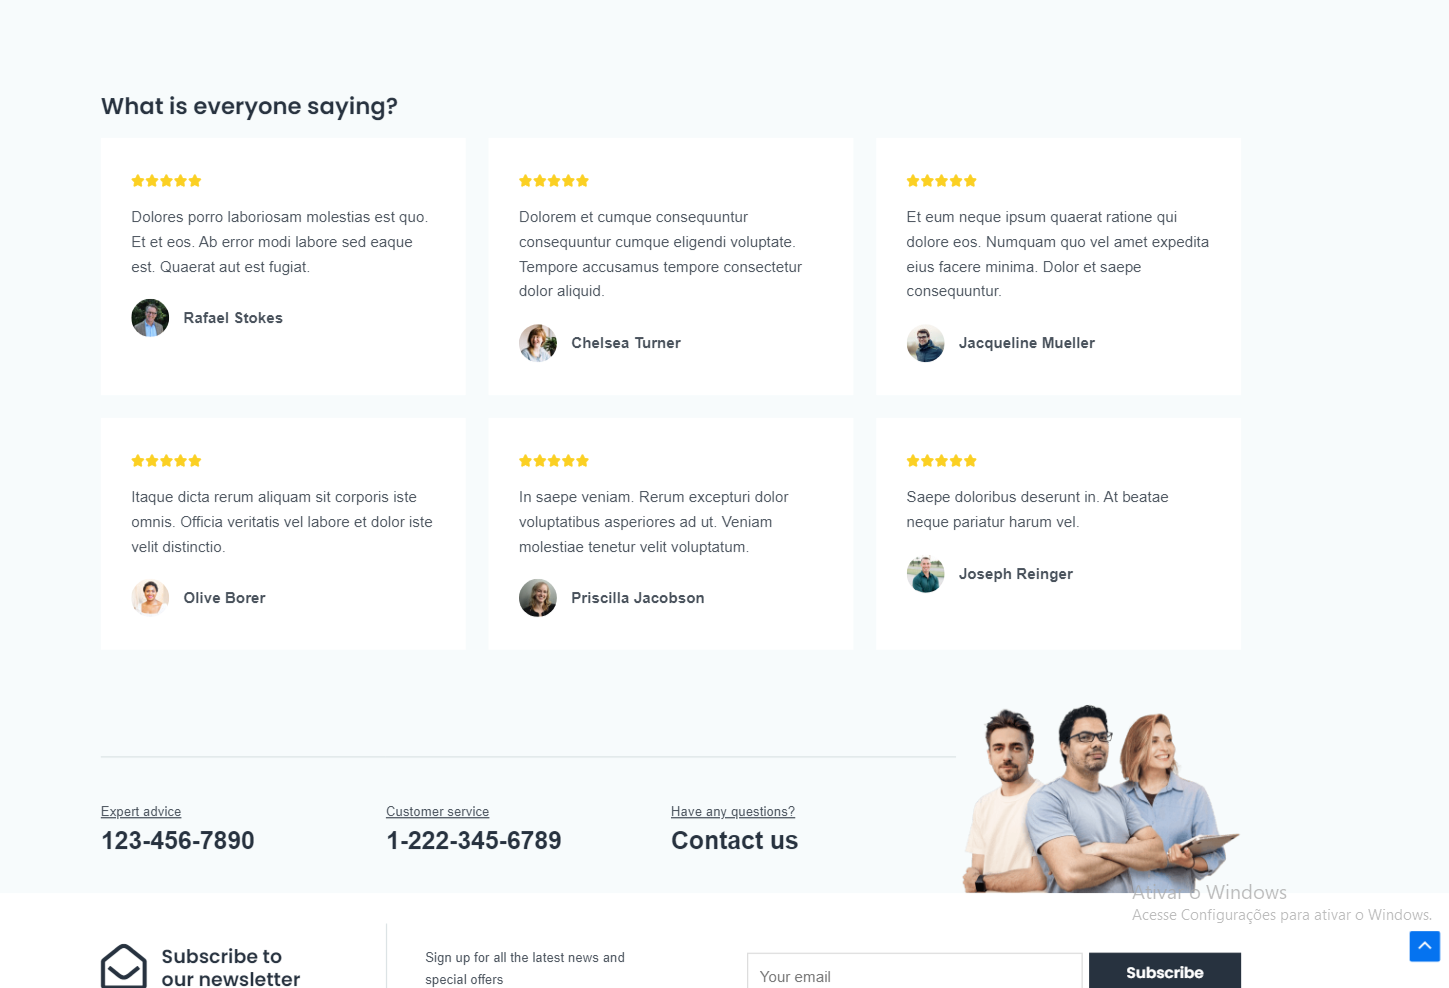 What is everyone saying?
Dolores porro laboriosam molestias est quo.
Et et eos. Ab error modi labore sed eaque
est. Quaerat aut est fugiat.
Rafael Stokes
Dolorem et cumque consequuntur
consequuntur cumque eligendi voluptate.
Tempore accusamus tempore consectetur
dolor aliquid.
Chelsea Turner
Et eum neque ipsum quaerat ratione qui
dolore eos. Numquam quo vel amet expedita
eius facere minima. Dolor et saepe
consequuntur.
Jacqueline Mueller
Itaque dicta rerum aliquam sit corporis iste
omnis. Officia veritatis vel labore et dolor iste
velit distinctio.
Olive Borer
In saepe veniam. Rerum excepturi dolor
voluptatibus asperiores ad ut. Veniam
molestiae tenetur velit voluptatum.
Priscilla Jacobson
Saepe doloribus deserunt in. At beatae
neque pariatur harum vel.
Joseph Reinger
Expert advice
123-456-7890
Customer service
1-222-345-6789
Have any questions?
Contact us
Ativar o Windows
Acesse Configurações para ativar o Windows.
Subscribe to
our newsletter
Sign up for all the latest news and
special offers
Your email
Subscribe